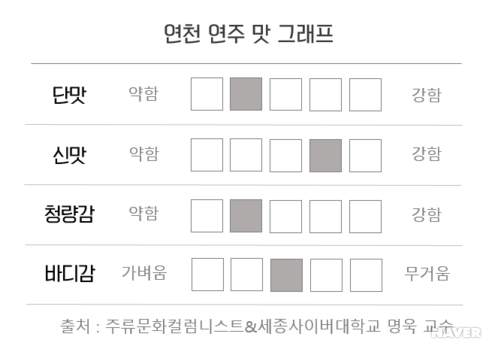 연천 연주 맛 그래프
단맛 약함 강함
신맛 약함 강함
청량감 약함 강함
바디감 가벼움 무거움
출처 : 주류문화컬럼니스트&세종사이버대학교 명욱 교수
NAVER